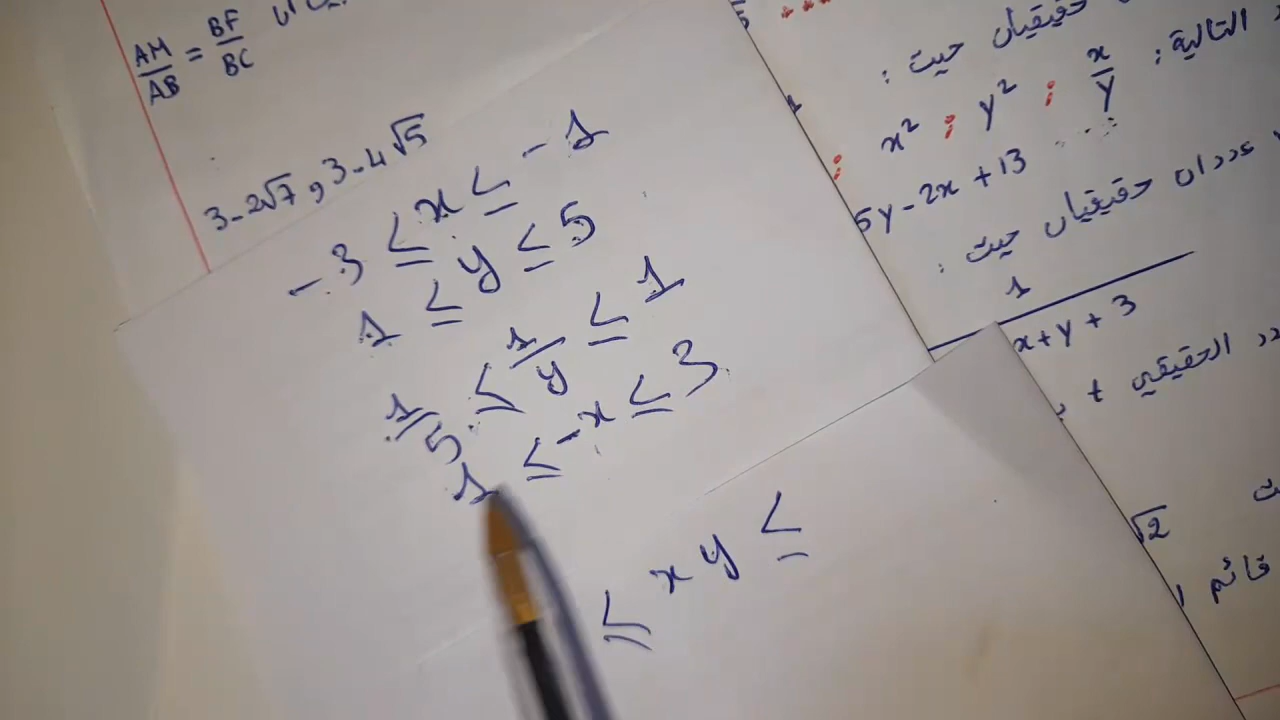 AM/AB = BF/BC
3-2√7 , 3-4√5
-3 ≤ x ≤ -1
1 ≤ y ≤ 5
1/5 ≤ 1/y ≤ 1
1 ≤ -x ≤ 3
≤ xy ≤
حقيقيان حيث :
التالية :
x² ; y² ; x/y
5y-2x+13
عددان حقيقيان حيث :
1/x+y+3
الحقيقي +
√2
قائم